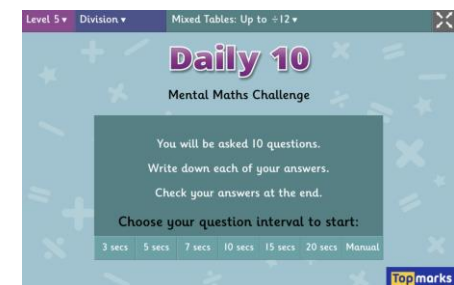 Level 5 ▾ Division ▾ Mixed Tables: Up to ÷12 ▾
Daily 10
Mental Maths Challenge
You will be asked 10 questions.
Write down each of your answers.
Check your answers at the end.
Choose your question interval to start:
3 secs 5 secs 7 secs 10 secs 15 secs 20 secs Manual
Topmarks